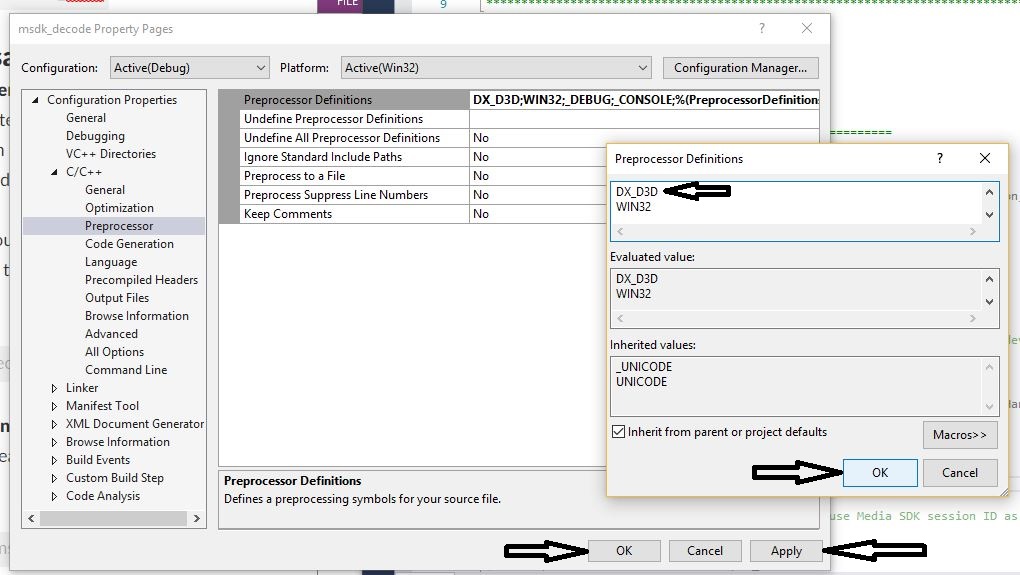 FILE
9
msdk_decode Property Pages
? ×
Configuration: Active(Debug) Platform: Active(Win32) Configuration Manager...
Configuration Properties
General
Debugging
VC++ Directories
C/C++
General
Optimization
Preprocessor
Code Generation
Language
Precompiled Headers
Output Files
Browse Information
Advanced
All Options
Command Line
Linker
Manifest Tool
XML Document Generator
Browse Information
Build Events
Custom Build Step
Code Analysis
Preprocessor Definitions DX_D3D;WIN32;_DEBUG;_CONSOLE;%(PreprocessorDefinition
Undefine Preprocessor Definitions
Undefine All Preprocessor Definitions No
Ignore Standard Include Paths No
Preprocess to a File No
Preprocess Suppress Line Numbers No
Keep Comments No
Preprocessor Definitions
Defines a preprocessing symbols for your source file.
OK Cancel Apply
Preprocessor Definitions ? ×
DX_D3D
WIN32
Evaluated value:
DX_D3D
WIN32
Inherited values:
_UNICODE
UNICODE
Inherit from parent or project defaults
Macros>>
OK Cancel
use Media SDK session ID as